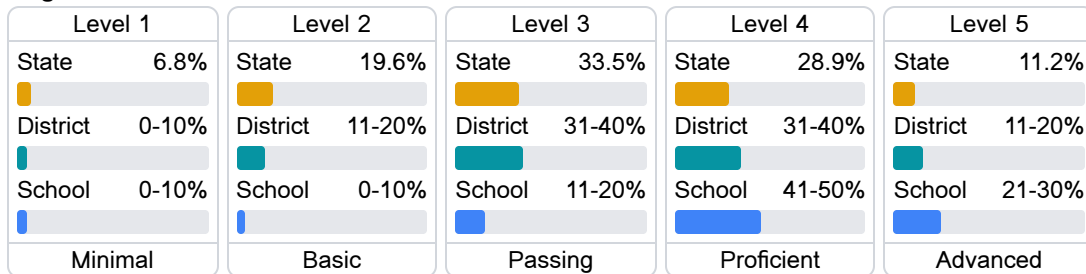 Level 1
State 6.8%
District 0-10%
School 0-10%
Minimal
Level 2
State 19.6%
District 11-20%
School 0-10%
Basic
Level 3
State 33.5%
District 31-40%
School 11-20%
Passing
Level 4
State 28.9%
District 31-40%
School 41-50%
Proficient
Level 5
State 11.2%
District 11-20%
School 21-30%
Advanced